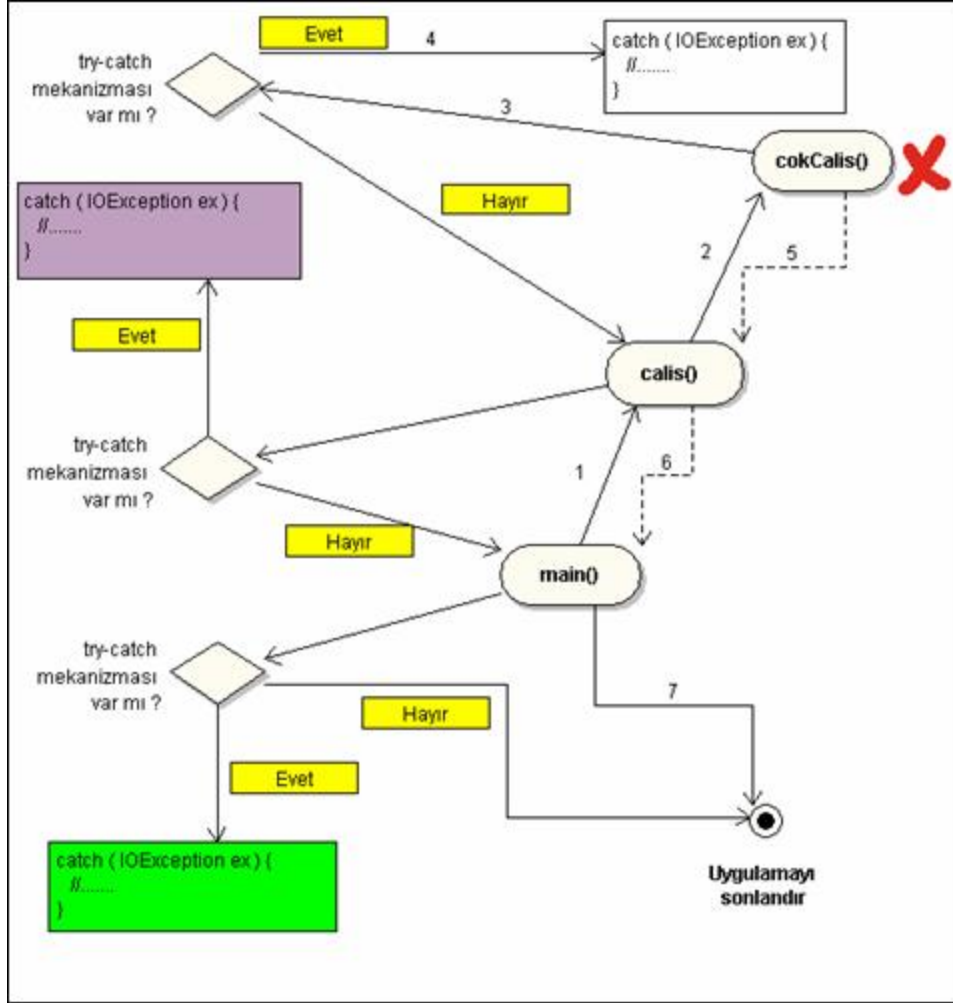 Evet
4
catch ( IOException ex ) {
//.......
}
try-catch
mekanizması
var mı ?
3
cokCalis()
catch ( IOException ex ) {
//.......
}
Hayır
2
5
Evet
calis()
try-catch
mekanizması
var mı ?
1
6
Hayır
main()
try-catch
mekanizması
var mı ?
7
Hayır
Evet
catch ( IOException ex ) {
//.......
}
Uygulamayı
sonlandır